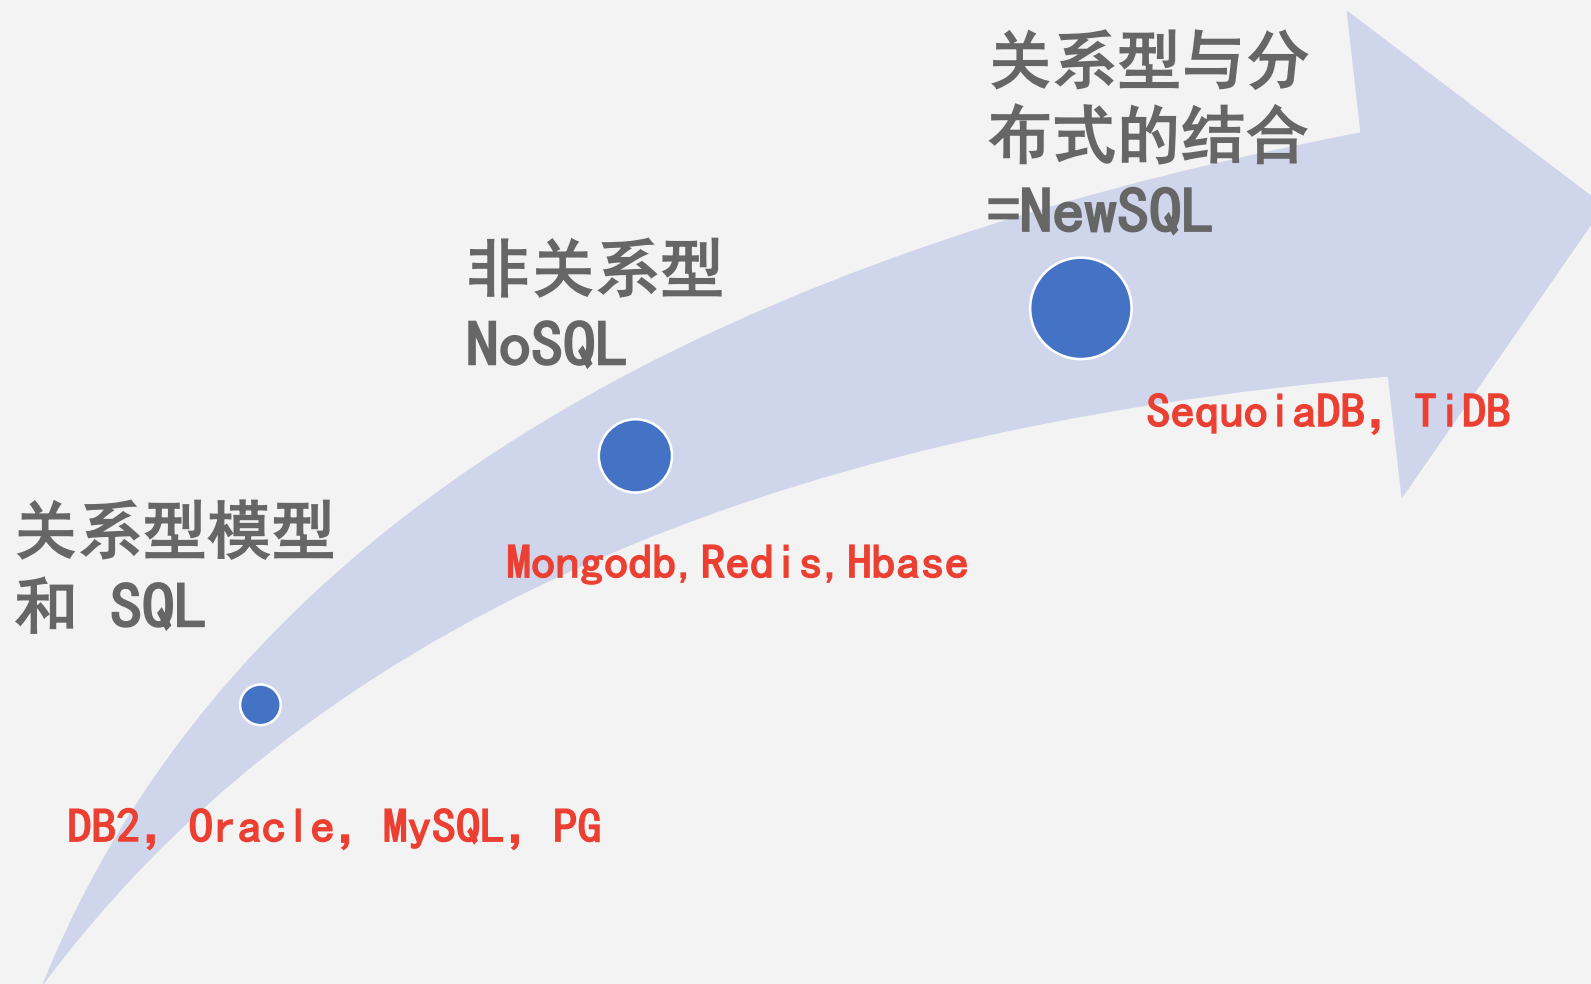 关系型与分
布式的结合
=NewSQL
非关系型
NoSQL
SequoiaDB, TiDB
关系型模型
和 SQL
Mongodb,Redis,Hbase
DB2, Oracle, MySQL, PG